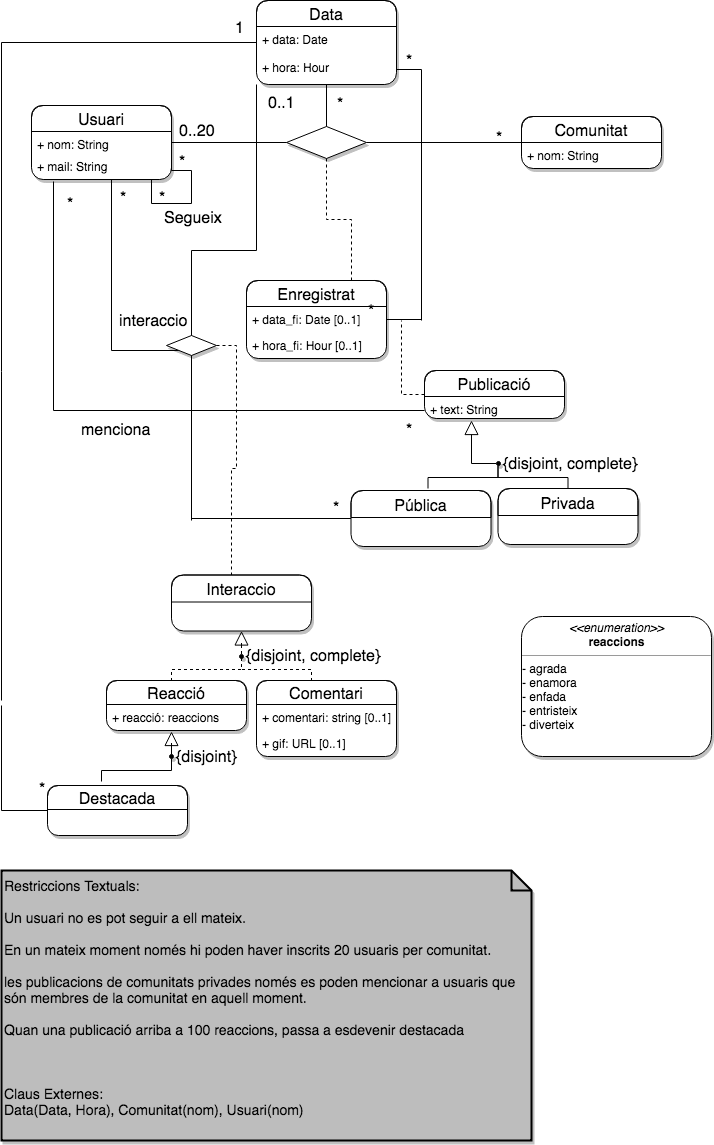 Data
+ data: Date
+ hora: Hour
1
*
0..1
*
Usuari
+ nom: String
+ mail: String
0..20
*
Comunitat
+ nom: String
*
*
*
*
Segueix
Enregistrat
*
+ data_fi: Date [0..1]
+ hora_fi: Hour [0..1]
interaccio
Publicació
+ text: String
menciona
*
{disjoint, complete}
*
Pública
Privada
Interaccio
{disjoint, complete}
<<enumeration>>
reaccions
- agrada
- enamora
- enfada
- entristeix
- diverteix
Reacció
+ reacció: reaccions
Comentari
+ comentari: string [0..1]
+ gif: URL [0..1]
{disjoint}
*
Destacada
Restriccions Textuals:
Un usuari no es pot seguir a ell mateix.
En un mateix moment només hi poden haver inscrits 20 usuaris per comunitat.
les publicacions de comunitats privades només es poden mencionar a usuaris que
són membres de la comunitat en aquell moment.
Quan una publicació arriba a 100 reaccions, passa a esdevenir destacada
Claus Externes:
Data(Data, Hora), Comunitat(nom), Usuari(nom)